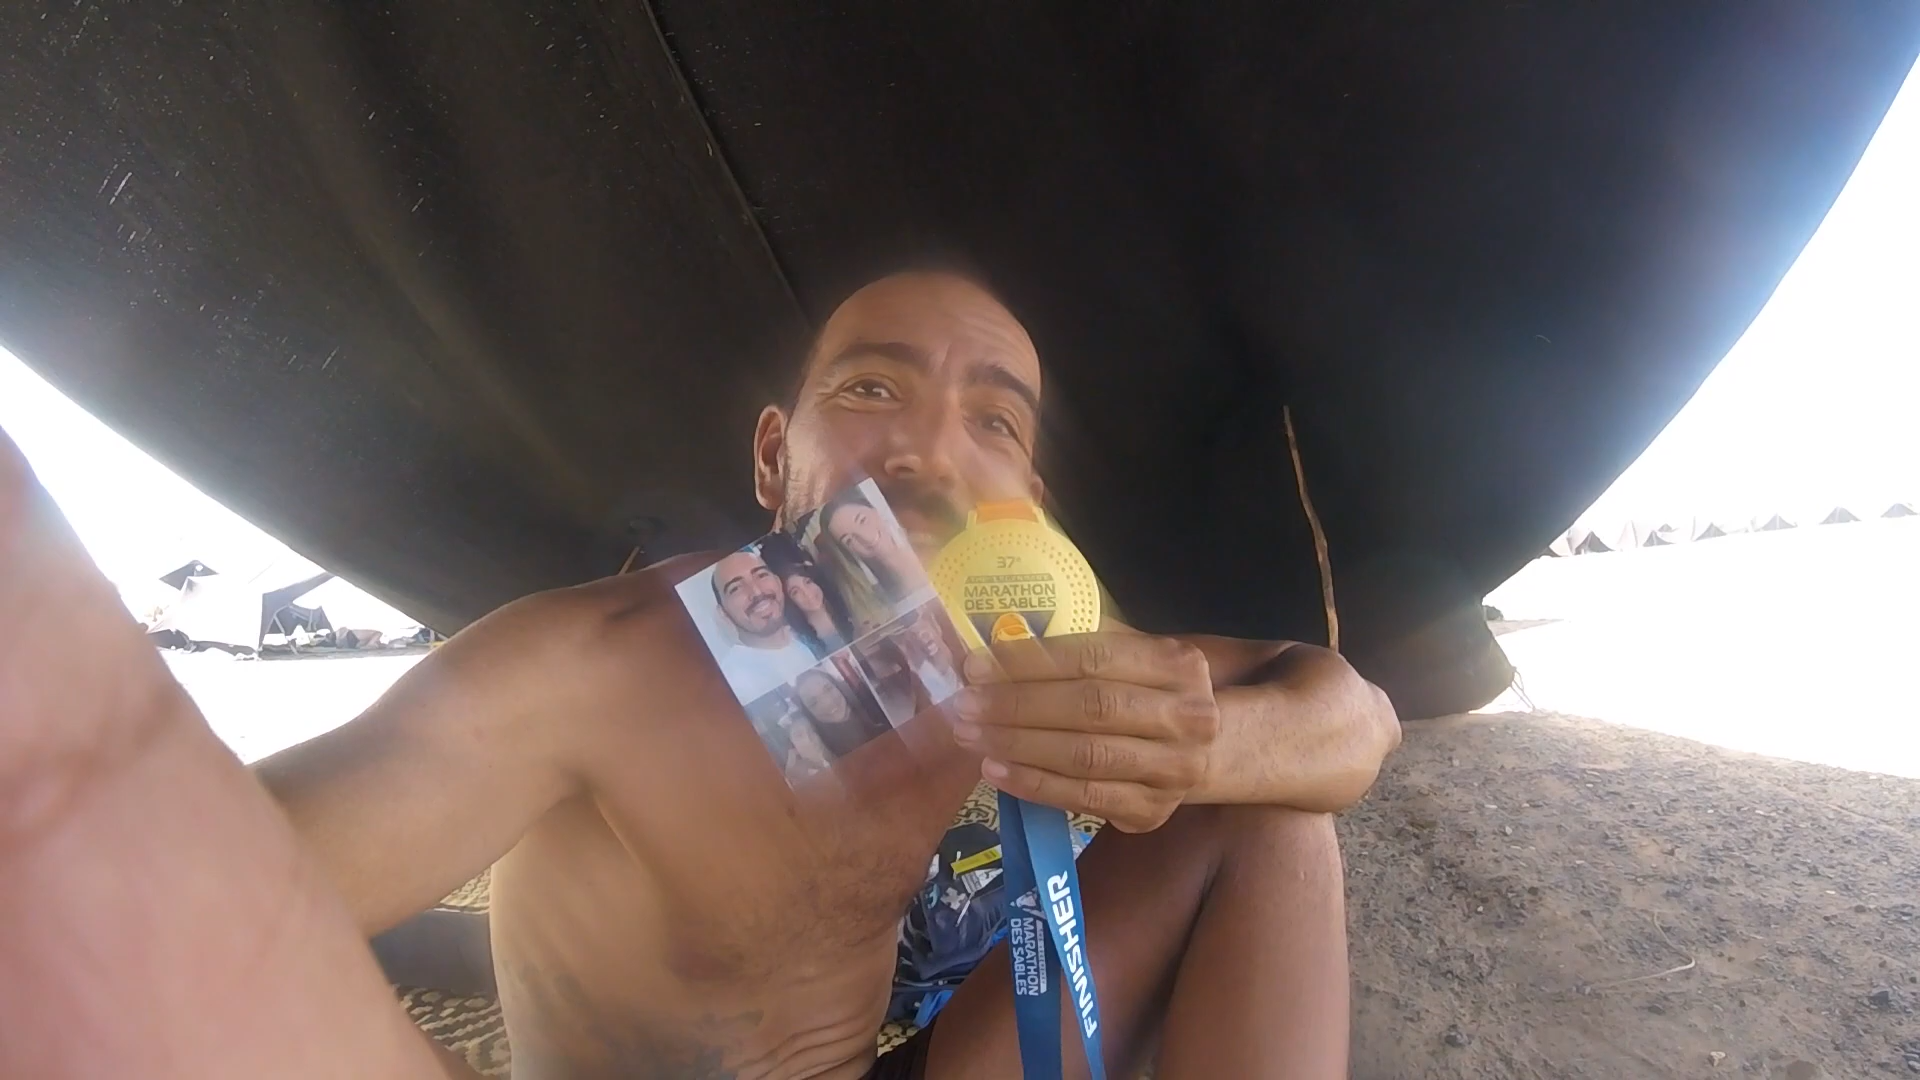 37e
MARATHON
DES SABLES
FINISHER
MARATHON
DES SABLES